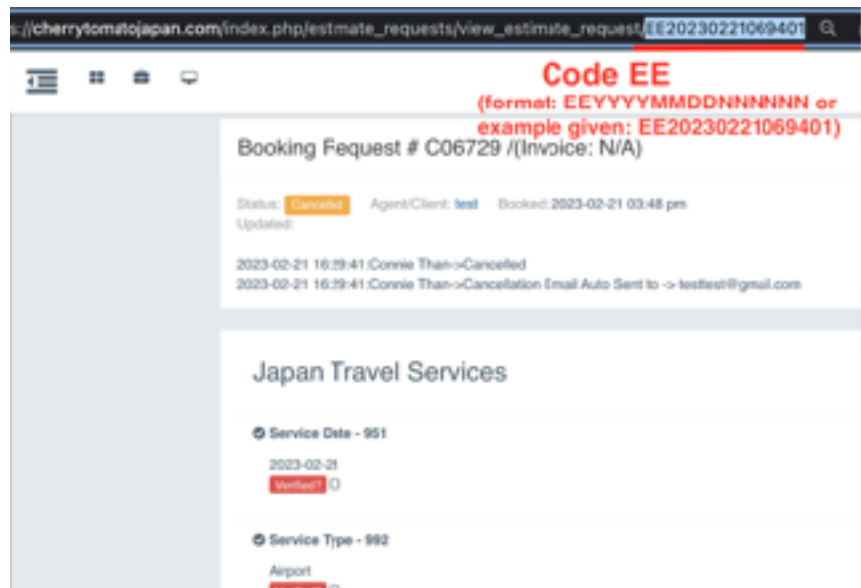 ://cherrytomatojapan.com/index.php/estmate_requests/view_estimate_request/EE20230221069401
Code EE
(format: EEYYYYMMDDNNNNNN or
example given: EE20230221069401)
Booking Fequest # C06729 /(Invoice: N/A)
Status: Cancelled Agent/Client: test Booked:2023-02-21 03:48 pm
Updated:
2023-02-21 16:39:41:Connie Than->Cancelled
2023-02-21 16:39:41:Connie Than->Cancellation Email Auto Sent to -> testtest@gmail.com
Japan Travel Services
Service Date - 951
2023-02-21
Verified?
Service Type - 992
Airport